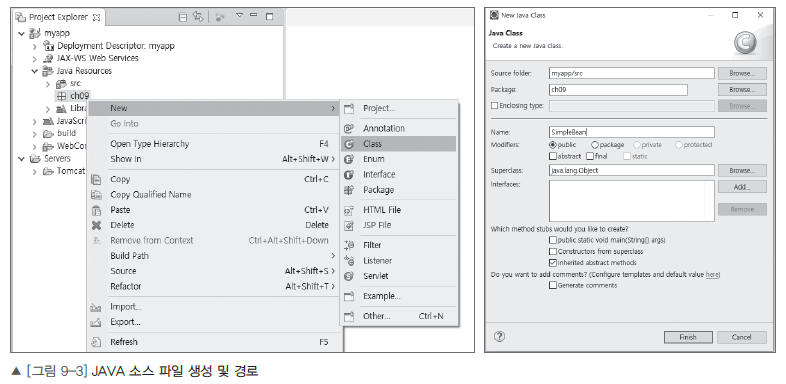 Project Explorer
myapp
Deployment Descriptor: myapp
JAX-WS Web Services
Java Resources
src
ch09
Libra
JavaScri
build
WebCon
Servers
Tomcat
New
Go Into
Open Type Hierarchy F4
Show In Alt+Shift+W
Copy Ctrl+C
Copy Qualified Name
Paste Ctrl+V
Delete Delete
Remove from Context Ctrl+Alt+Shift+Down
Build Path
Source Alt+Shift+S
Refactor Alt+Shift+T
Import...
Export...
Refresh F5
Project...
Annotation
Class
Enum
Interface
Package
HTML File
JSP File
Filter
Listener
Servlet
Example...
Other... Ctrl+N
New Java Class
Java Class
Create a new Java class.
Source folder: myapp/src Browse...
Package: ch09 Browse...
Enclosing type: Browse...
Name: SimpleBean
Modifiers: public package private protected
abstract final static
Superclass: java.lang.Object Browse...
Interfaces: Add...
Remove
Which method stubs would you like to create?
public static void main(String[] args)
Constructors from superclass
Inherited abstract methods
Do you want to add comments? (Configure templates and default value here)
Generate comments
Finish Cancel
▲ [그림 9-3] JAVA 소스 파일 생성 및 경로